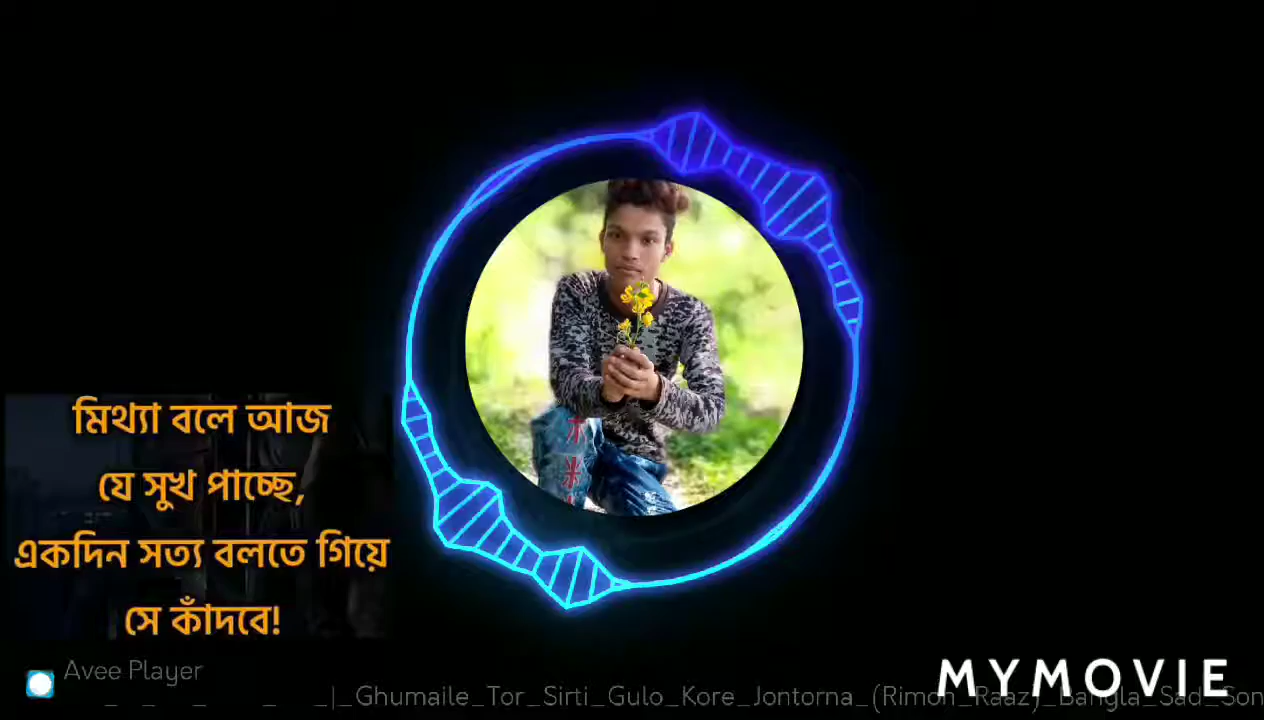 মিথ্যা বলে আজ
যে সুখ পাচ্ছে,
একদিন সত্য বলতে গিয়ে
সে কাঁদবে!
Avee Player
_ _ _ _ _ _|_Ghumaile_Tor_Sirti_Gulo_Kore_Jontorna_(Rimon_Raaz)_Bangla_Sad_Son
MYMOVIE